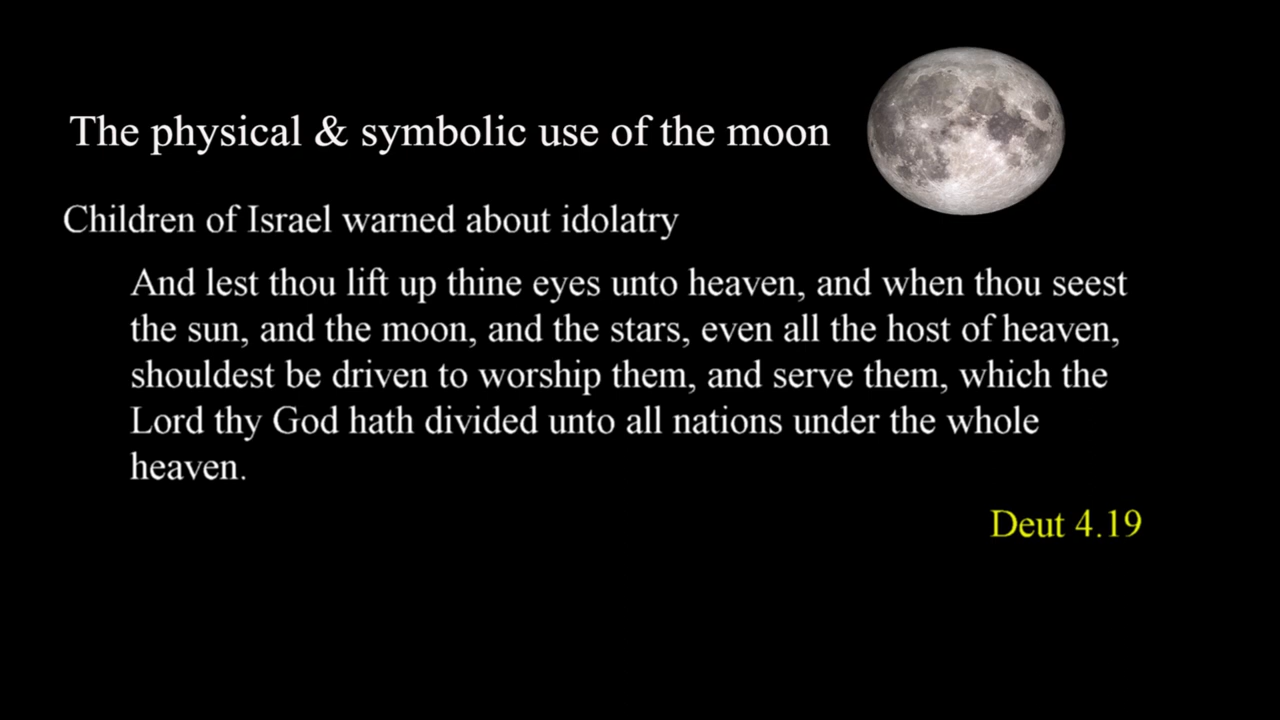 The physical & symbolic use of the moon
Children of Israel warned about idolatry
And lest thou lift up thine eyes unto heaven, and when thou seest
the sun, and the moon, and the stars, even all the host of heaven,
shouldest be driven to worship them, and serve them, which the
Lord thy God hath divided unto all nations under the whole
heaven.
Deut 4.19